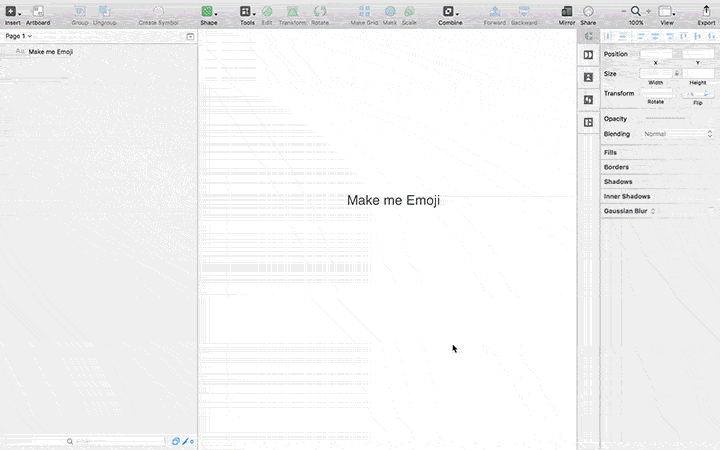 Insert Artboard Group Ungroup Create Symbol Shape Tools Edit Transform Rotate Make Grid Mask Scale Combine Forward Backward Mirror Share 100% View Export
Page 1
Aa Make me Emoji
Make me Emoji
Position
X Y
Size
Width Height
Transform
Rotate Flip
Opacity
Blending Normal
Fills
Borders
Shadows
Inner Shadows
Gaussian Blur